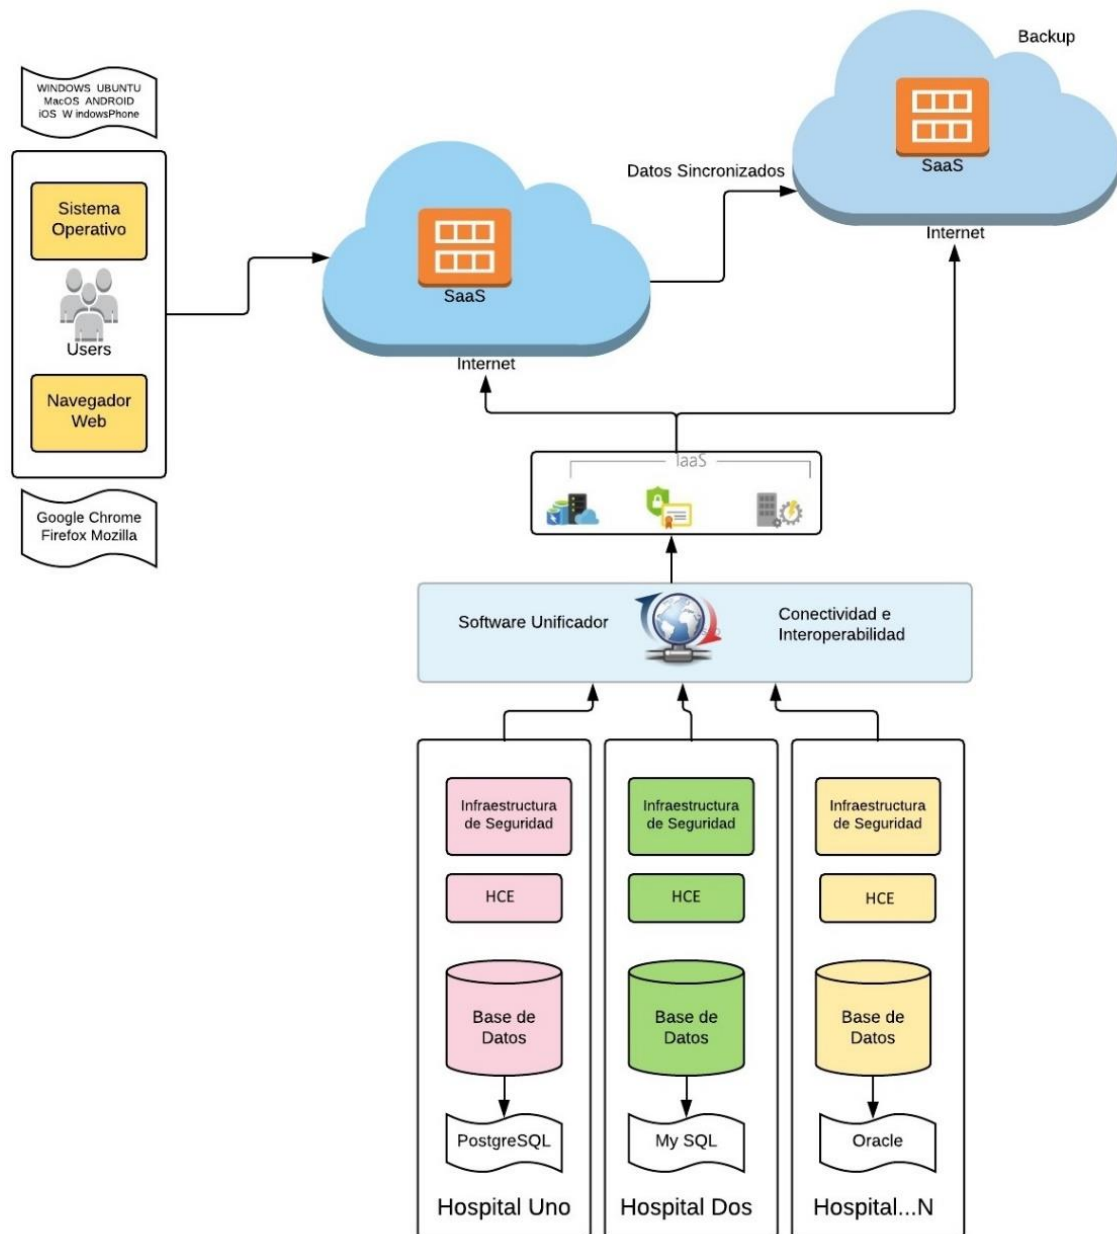 Backup
WINDOWS UBUNTU
MacOS ANDROID
iOS W indowsPhone
SaaS
Datos Sincronizados
Internet
Sistema
Operativo
Users
Navegador
Web
SaaS
Internet
Google Chrome
Firefox Mozilla
IaaS
Software Unificador
Conectividad e
Interoperabilidad
Infraestructura
de Seguridad
HCE
Base de
Datos
PostgreSQL
Hospital Uno
Infraestructura
de Seguridad
HCE
Base de
Datos
My SQL
Hospital Dos
Infraestructura
de Seguridad
HCE
Base de
Datos
Oracle
Hospital...N